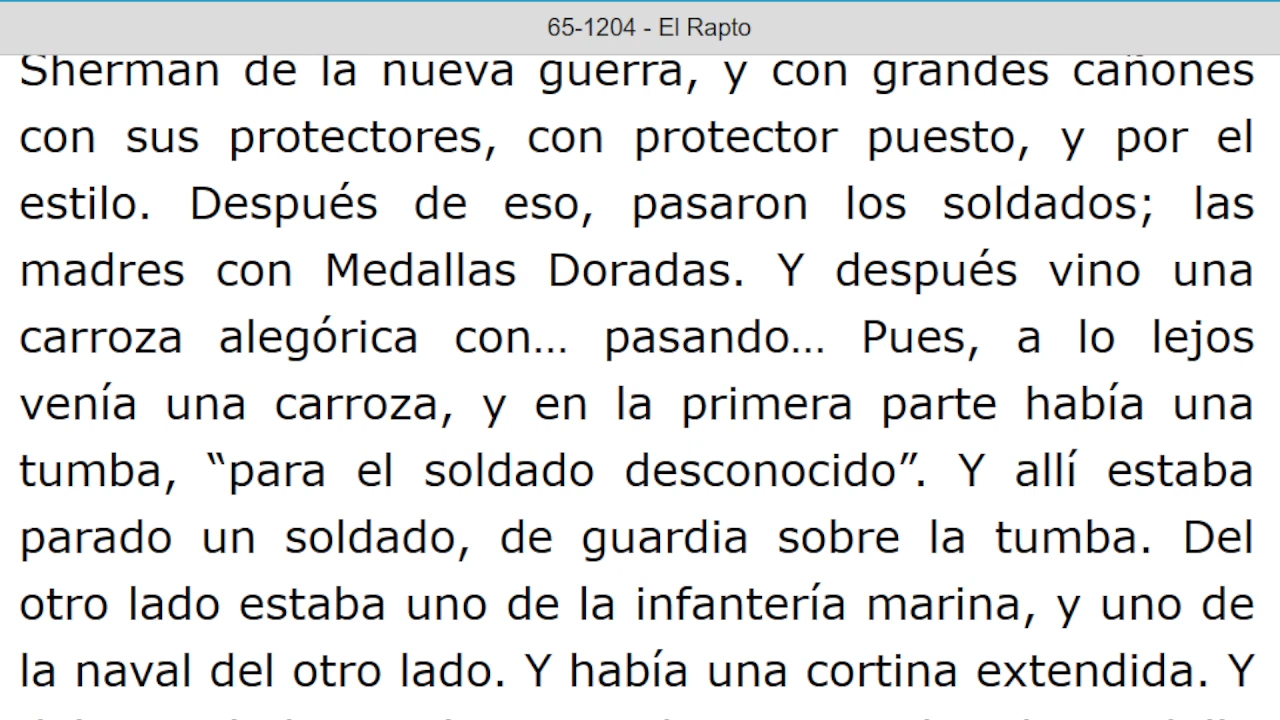 65-1204 - El Rapto
Sherman de la nueva guerra, y con grandes cañones
con sus protectores, con protector puesto, y por el
estilo. Después de eso, pasaron los soldados; las
madres con Medallas Doradas. Y después vino una
carroza alegórica con… pasando… Pues, a lo lejos
venía una carroza, y en la primera parte había una
tumba, “para el soldado desconocido”. Y allí estaba
parado un soldado, de guardia sobre la tumba. Del
otro lado estaba uno de la infantería marina, y uno de
la naval del otro lado. Y había una cortina extendida. Y